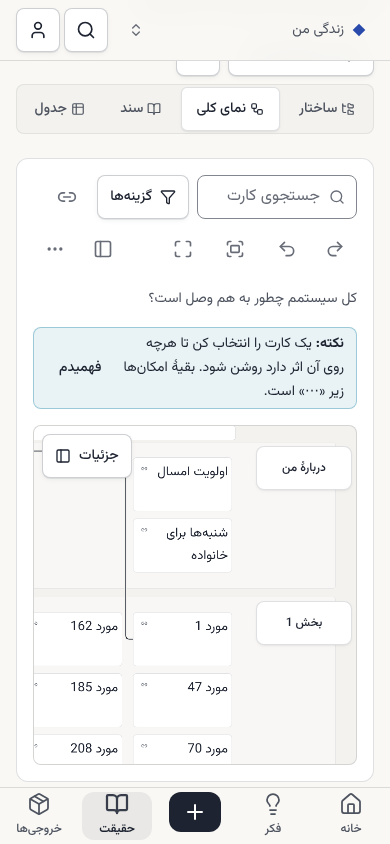 زندگی من
ساختار
نمای کلی
سند
جدول
جستجوی کارت
گزینه‌ها
کل سیستمم چطور به هم وصل است؟
نکته: یک کارت را انتخاب کن تا هرچه
روی آن اثر دارد روشن شود. بقیهٔ امکان‌ها
زیر «⋯» است.
فهمیدم
جزئیات
دربارهٔ من
اولویت امسال
شنبه‌ها برای
خانواده
بخش 1
مورد 1
مورد 162
مورد 47
مورد 185
مورد 70
مورد 208
خانه
فکر
حقیقت
خروجی‌ها